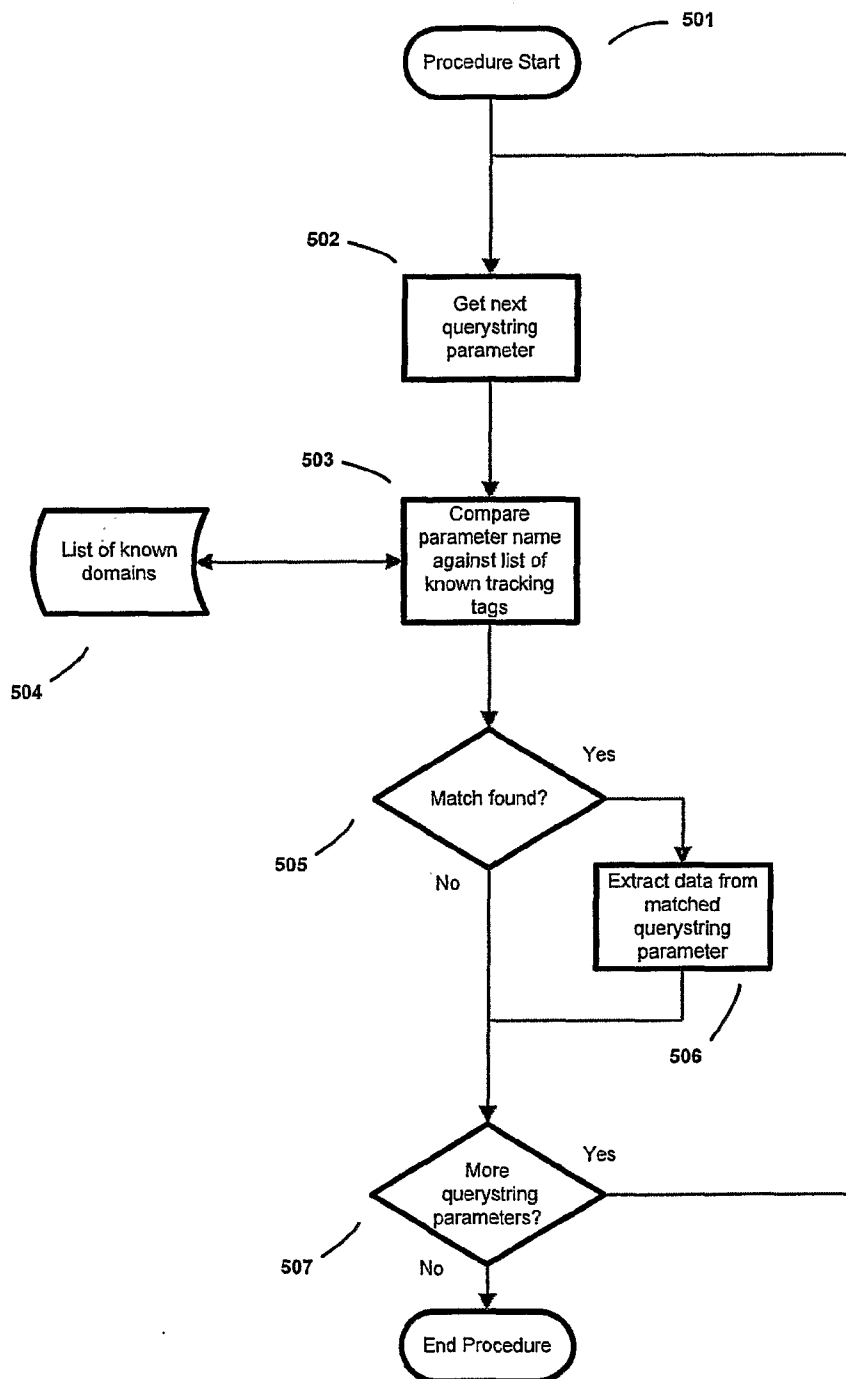 501
Procedure Start
502
Get next
querystring
parameter
503
Compare
parameter name
against list of
known tracking
tags
List of known
domains
504
Yes
Match found?
505
No
Extract data from
matched
querystring
parameter
506
Yes
More
querystring
parameters?
507
No
End Procedure